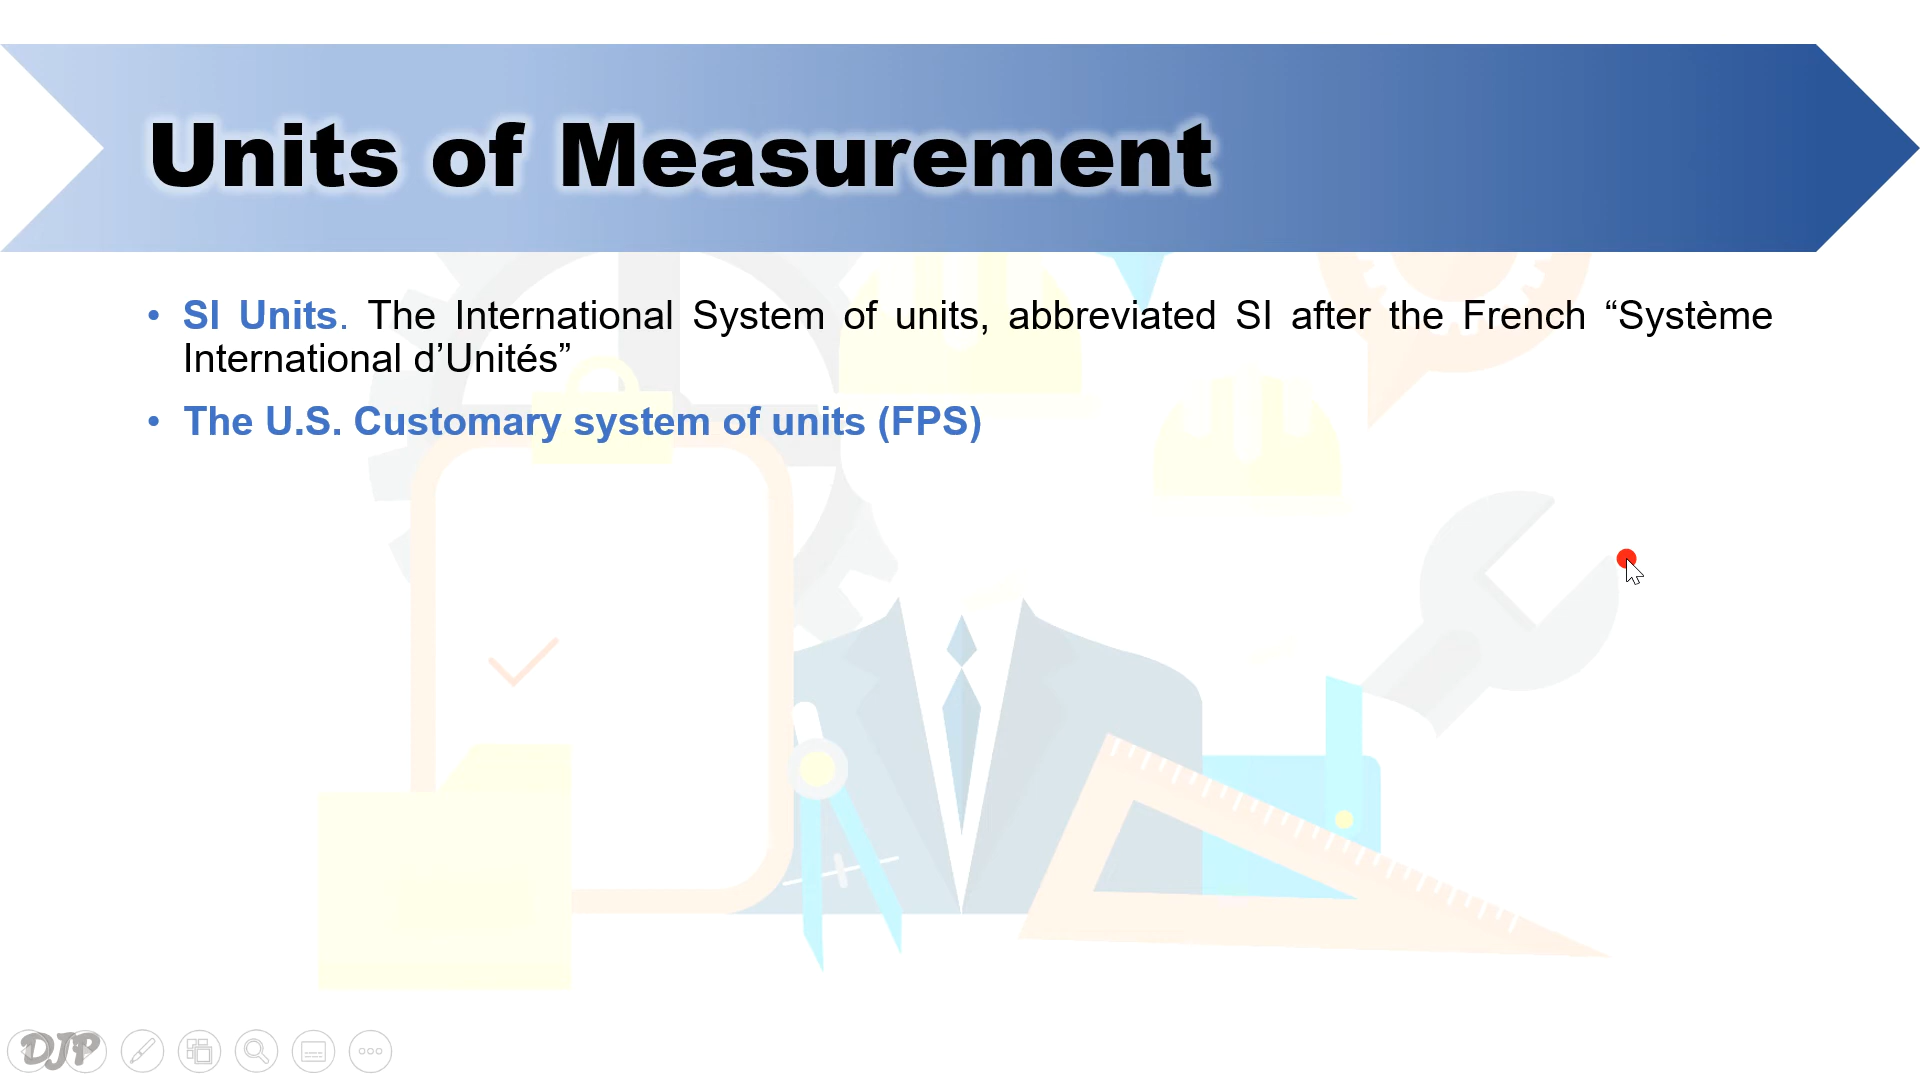 Units of Measurement
• SI Units. The International System of units, abbreviated SI after the French “Système
International d’Unités”
• The U.S. Customary system of units (FPS)
DJP